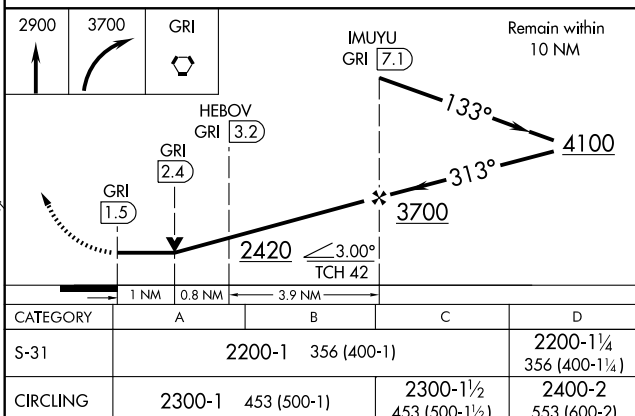 2900 3700 GRI
IMUYU
GRI 7.1
Remain within
10 NM
133°
4100
313°
3700
HEBOV
GRI 3.2
GRI
2.4
GRI
1.5
2420 3.00°
TCH 42
1 NM 0.8 NM 3.9 NM
CATEGORY A B C D
S-31 2200-1 356 (400-1) 2200-1¼
356 (400-1¼)
CIRCLING 2300-1 453 (500-1) 2300-1½
453 (500-1½) 2400-2
553 (600-2)